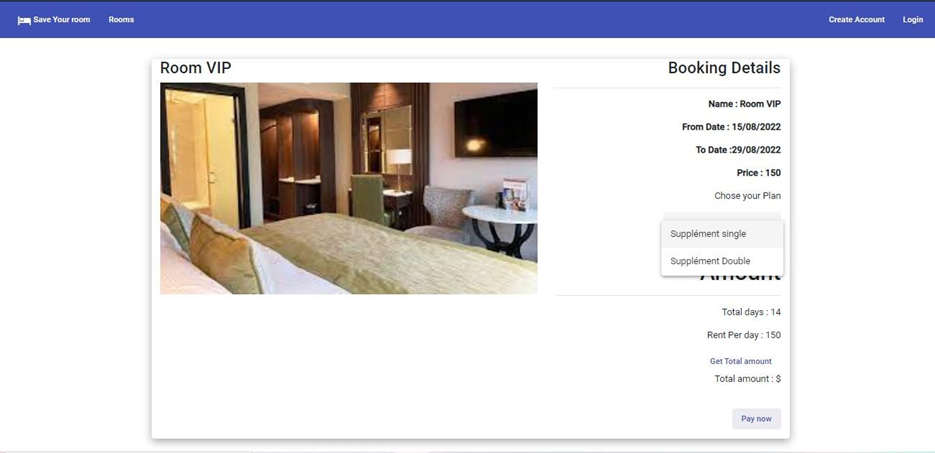 Save Your room Rooms Create Account Login
Room VIP
Booking Details
Name : Room VIP
From Date : 15/08/2022
To Date :29/08/2022
Price : 150
Chose your Plan
Supplément single
Supplément Double
Amount
Total days : 14
Rent Per day : 150
Get Total amount
Total amount : $
Pay now